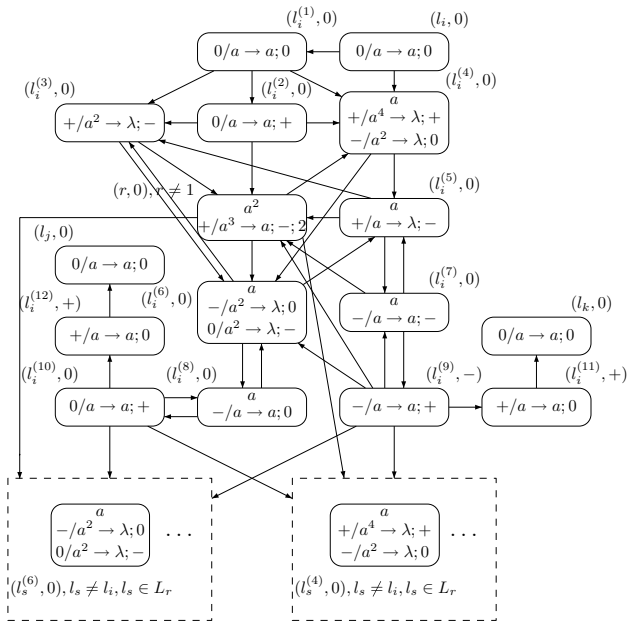 (l_i^{(1)}, 0) (l_i, 0)
0/a → a; 0 0/a → a; 0
(l_i^{(3)}, 0) (l_i^{(2)}, 0) (l_i^{(4)}, 0)
+/a^2 → λ; −
0/a → a; +
a
+/a^4 → λ; +
−/a^2 → λ; 0
(r, 0), r ≠ 1
a^2
+/a^3 → a; −; 2
(l_i^{(5)}, 0)
a
+/a → λ; −
(l_j, 0)
0/a → a; 0
(l_i^{(12)}, +) (l_i^{(6)}, 0)
+/a → a; 0
a
−/a^2 → λ; 0
0/a^2 → λ; −
(l_i^{(7)}, 0)
a
−/a → a; −
(l_k, 0)
0/a → a; 0
(l_i^{(10)}, 0) (l_i^{(8)}, 0) (l_i^{(9)}, −) (l_i^{(11)}, +)
0/a → a; +
a
−/a → a; 0
−/a → a; +
+/a → a; 0
a
−/a^2 → λ; 0
0/a^2 → λ; −
...
(l_s^{(6)}, 0), l_s ≠ l_i, l_s ∈ L_r
a
+/a^4 → λ; +
−/a^2 → λ; 0
...
(l_s^{(4)}, 0), l_s ≠ l_i, l_s ∈ L_r